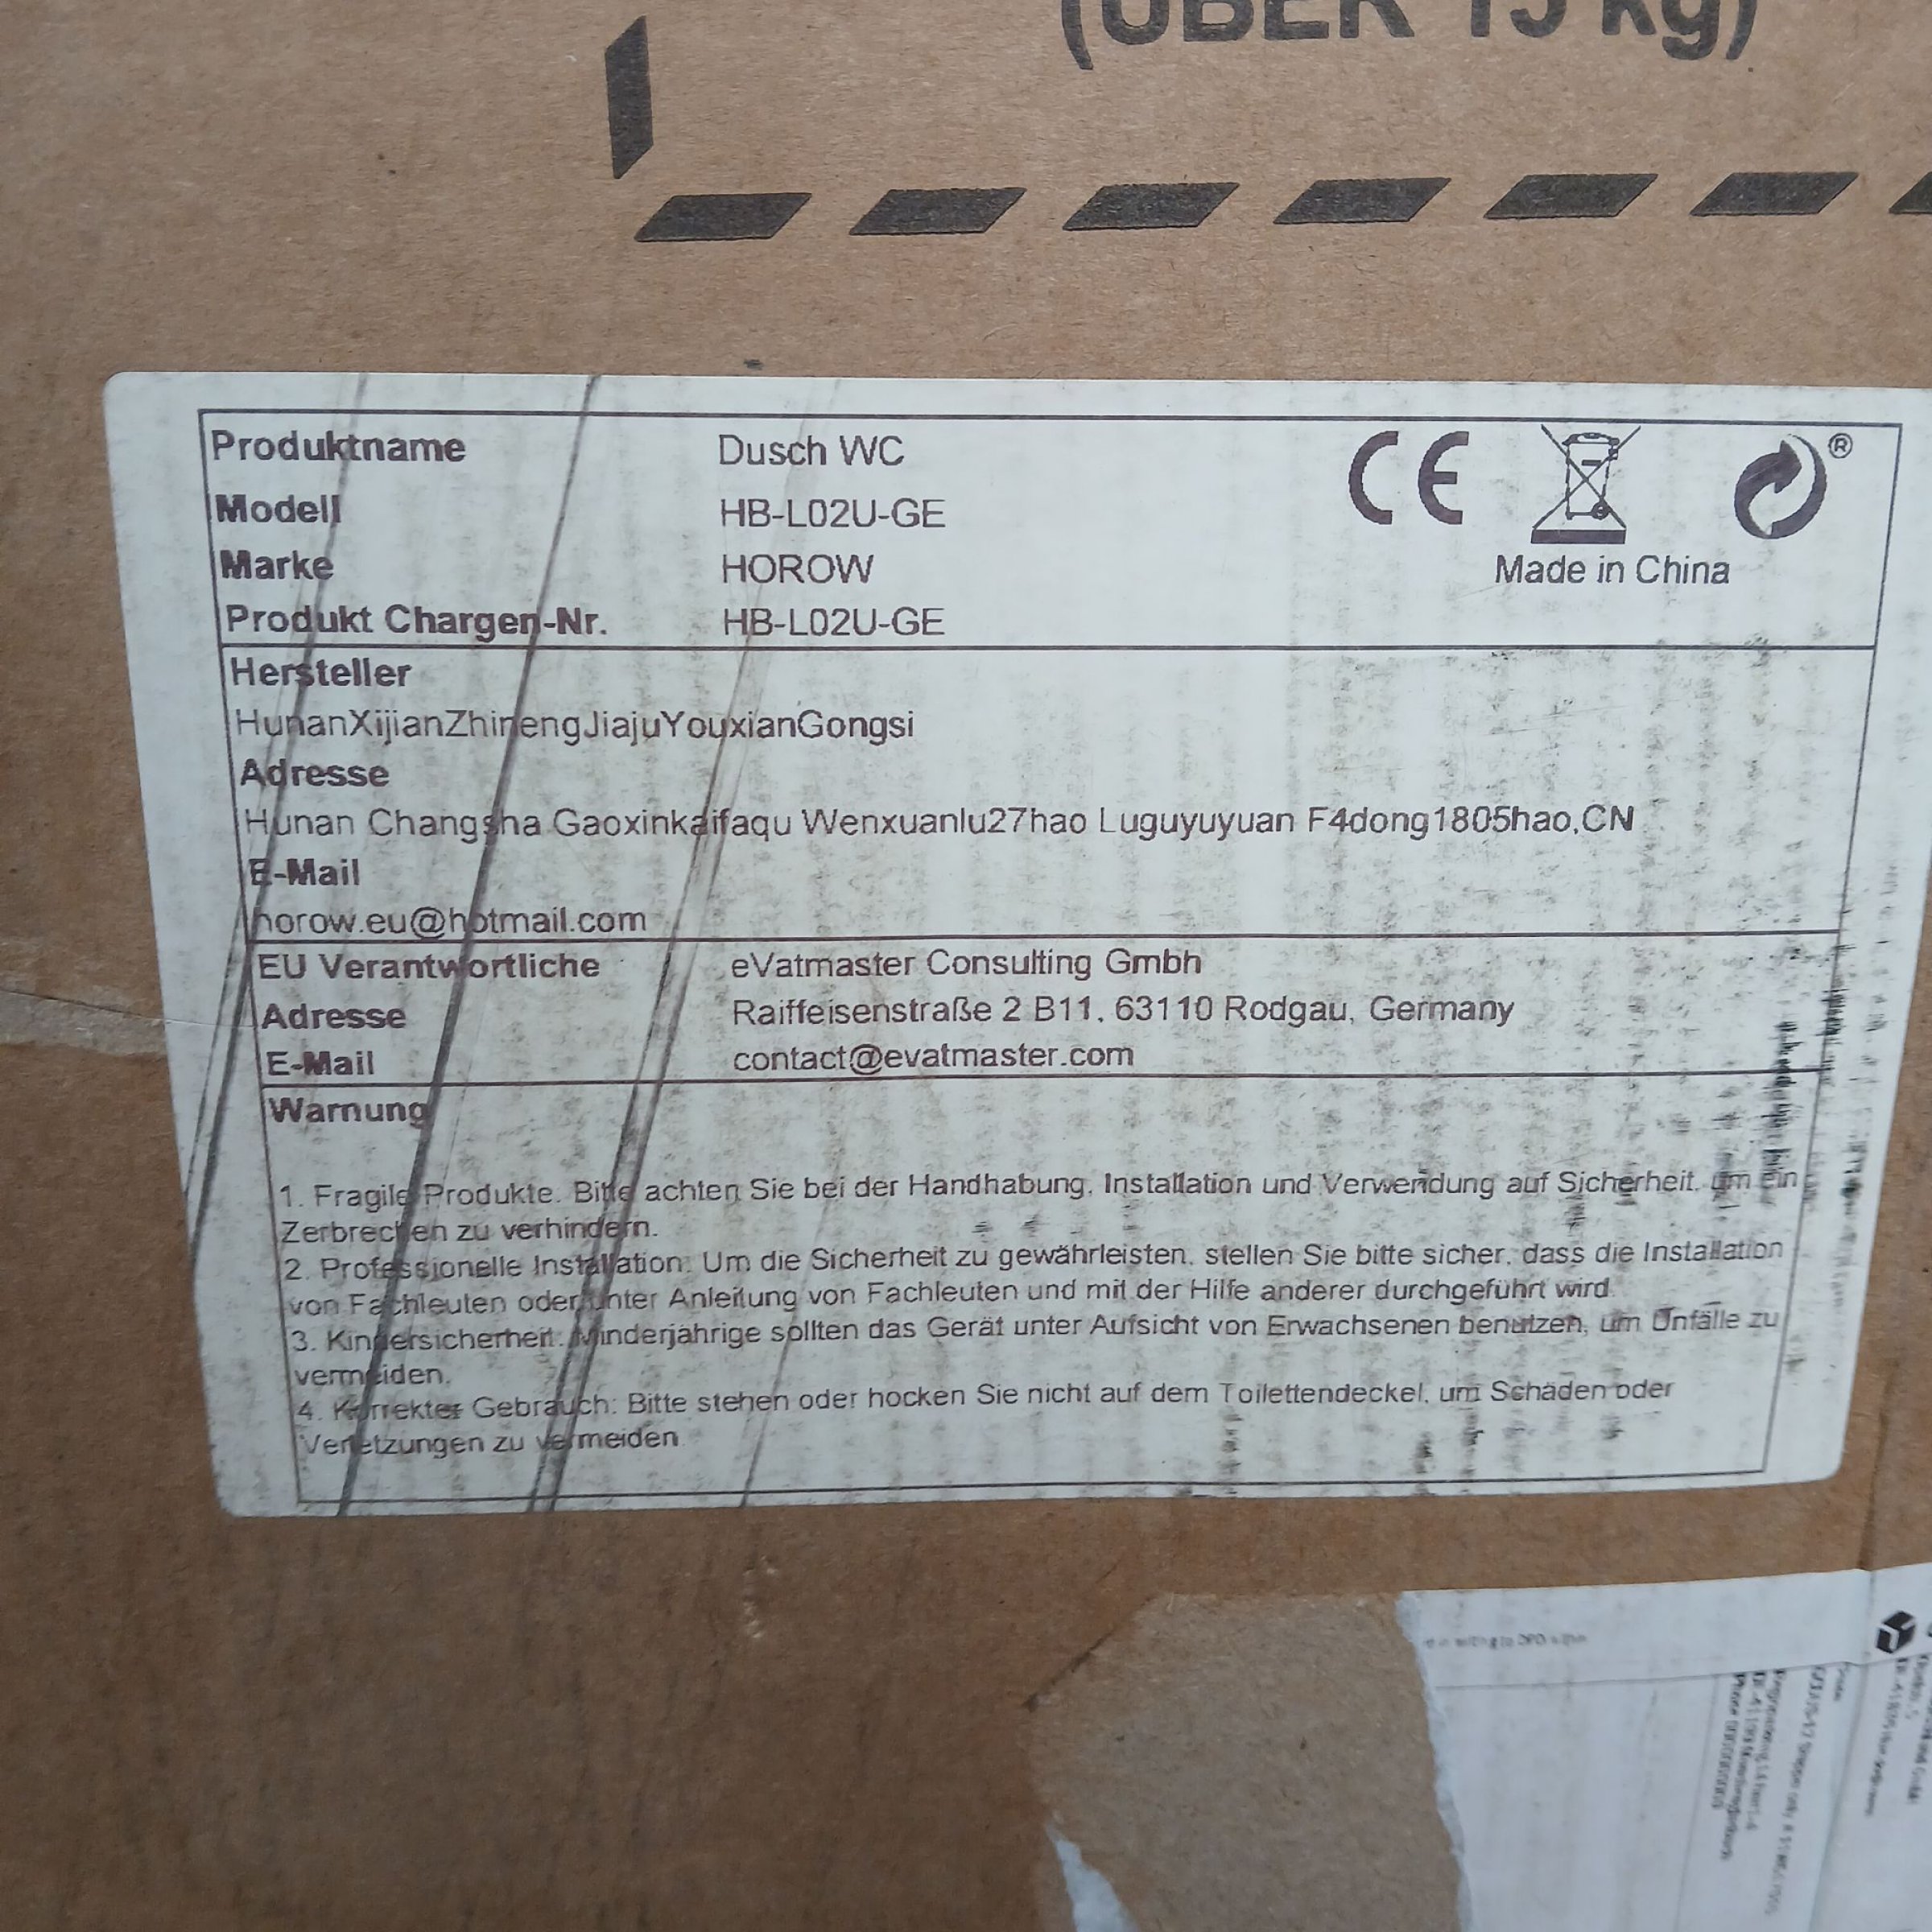 (ÜBER 15 kg)
Produktname Dusch WC
Modell HB-L02U-GE
Marke HOROW
Produkt Chargen-Nr. HB-L02U-GE
CE ®
Made in China
Hersteller
HunanXijianZhinengJiajuYouxianGongsi
Adresse
Hunan Changsha Gaoxinkaifaqu Wenxuanlu27hao Luguyuyuan F4dong1805hao,CN
E-Mail
horow.eu@hotmail.com
EU Verantwortliche eVatmaster Consulting Gmbh
Adresse Raiffeisenstraße 2 B11, 63110 Rodgau, Germany
E-Mail contact@evatmaster.com
Warnung
1. Fragile Produkte. Bitte achten Sie bei der Handhabung, Installation und Verwendung auf Sicherheit, um ein
Zerbrechen zu verhindern.
2. Professionelle Installation: Um die Sicherheit zu gewährleisten, stellen Sie bitte sicher, dass die Installation
von Fachleuten oder unter Anleitung von Fachleuten und mit der Hilfe anderer durchgeführt wird.
3. Kindersicherheit: Minderjährige sollten das Gerät unter Aufsicht von Erwachsenen benutzen, um Unfälle zu
vermeiden.
4. Korrekter Gebrauch: Bitte stehen oder hocken Sie nicht auf dem Toilettendeckel, um Schäden oder
Verletzungen zu vermeiden.